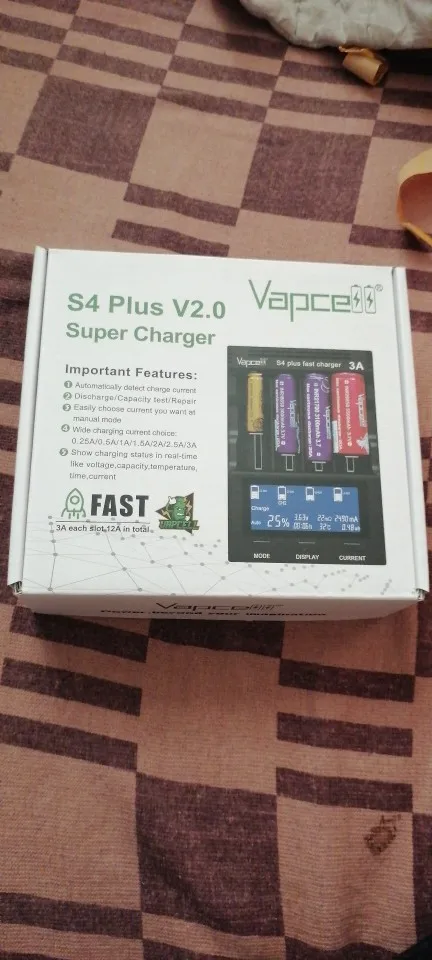 S4 Plus V2.0
Super Charger
Vapcell®
Important Features:
1 Automatically detect charge current
2 Discharge/Capacity test/Repair
3 Easily choose current you want at
manual mode
4 Wide charging current choice:
0.25A/0.5A/1A/1.5A/2A/2.5A/3A
5 Show charging status in real-time
like voltage,capacity,temperature,
time,current
FAST
3A each slot,12A in total
VAPCELL
Vapcell S4 plus fast charger 3A
Charge
Auto 25%
MODE DISPLAY CURRENT
Vapcell